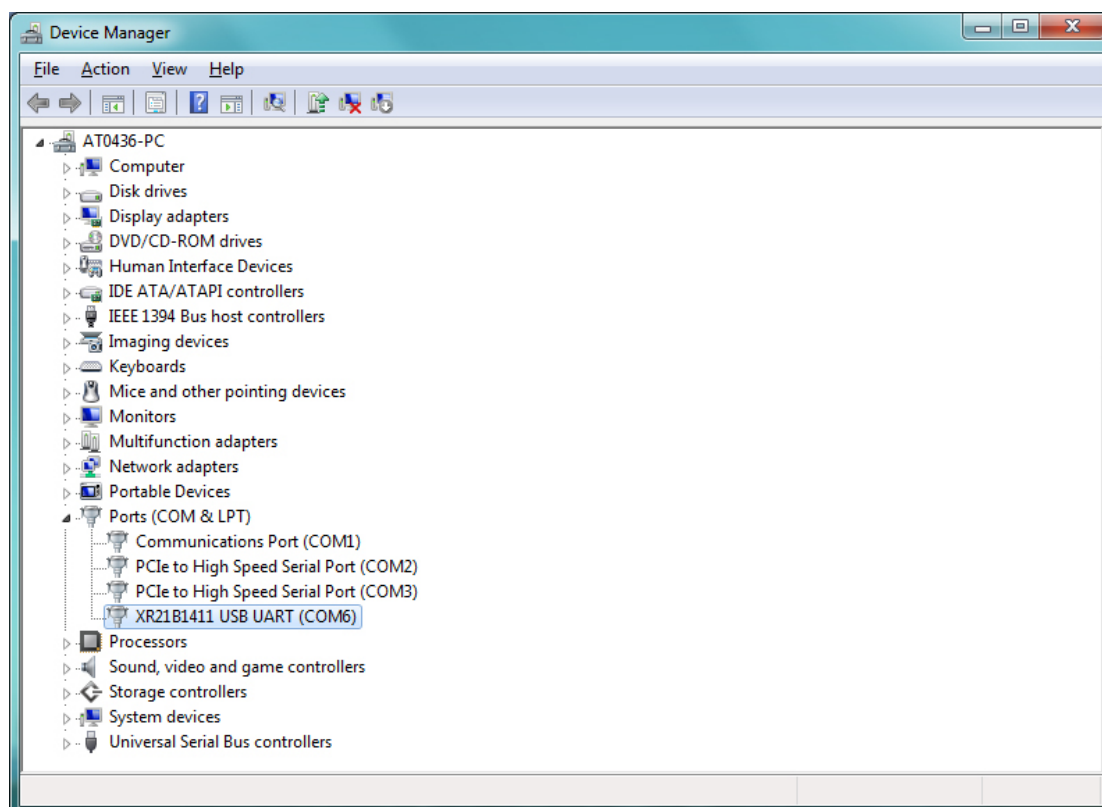 Device Manager
File Action View Help
AT0436-PC
Computer
Disk drives
Display adapters
DVD/CD-ROM drives
Human Interface Devices
IDE ATA/ATAPI controllers
IEEE 1394 Bus host controllers
Imaging devices
Keyboards
Mice and other pointing devices
Monitors
Multifunction adapters
Network adapters
Portable Devices
Ports (COM & LPT)
Communications Port (COM1)
PCIe to High Speed Serial Port (COM2)
PCIe to High Speed Serial Port (COM3)
XR21B1411 USB UART (COM6)
Processors
Sound, video and game controllers
Storage controllers
System devices
Universal Serial Bus controllers